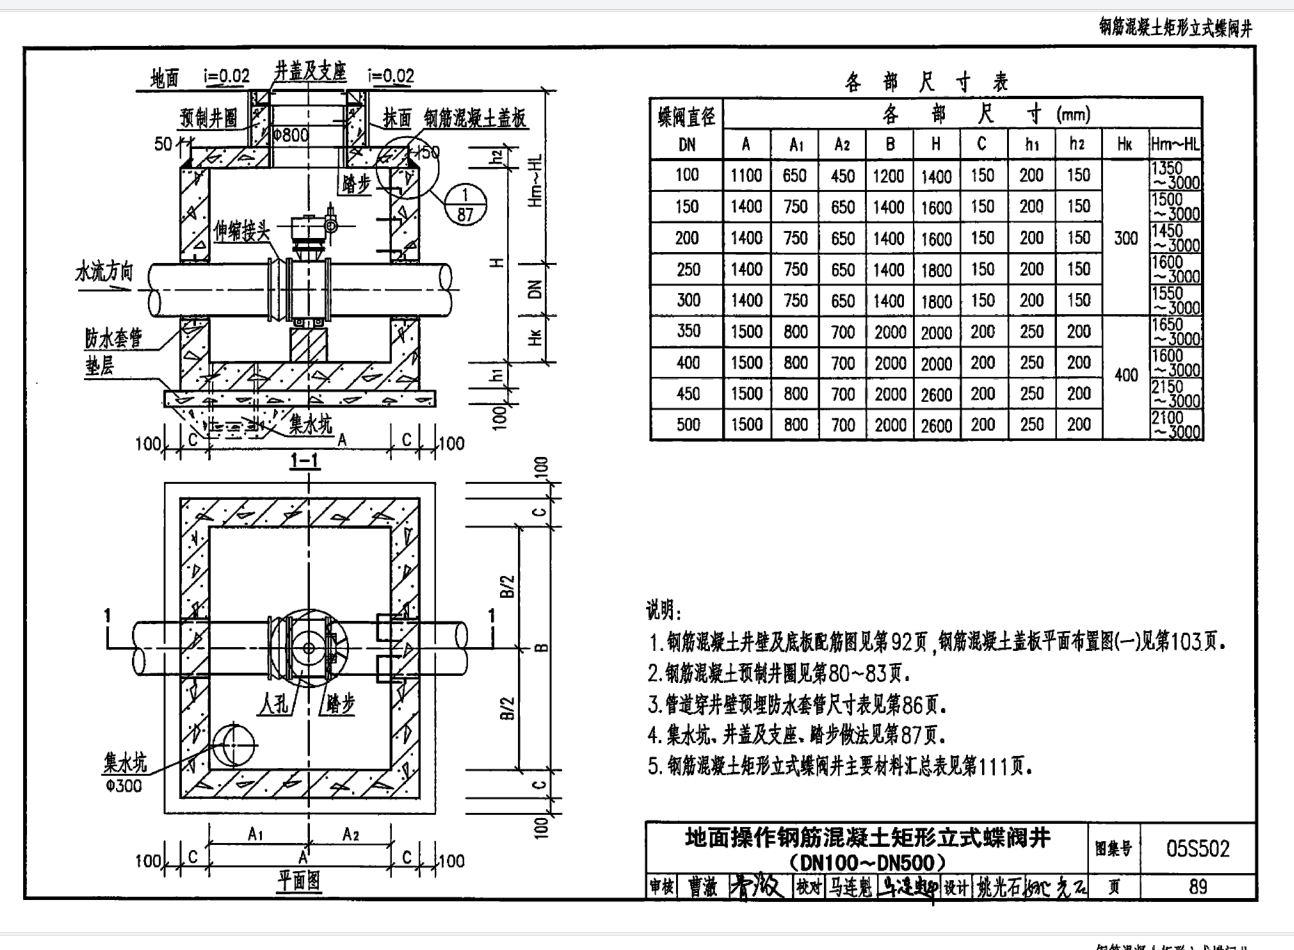 钢筋混凝土矩形立式蝶阀井
地面 i=0.02 井盖及支座 i=0.02
预制井圈 抹面 钢筋混凝土盖板
Φ800
50 50
h2
Hm~HL
踏步
1
87
伸缩接头
H
水流方向
DN
防水套管
HK
垫层
h1
集水坑
100
100 C A C 100
1-1
100
C
B/2
1 1
B
人孔 踏步
B/2
集水坑
Φ300
C
A1 A2
100
100 C A C 100
平面图
各部尺寸表
蝶阀直径 各部尺寸(mm)
DN A A1 A2 B H C h1 h2 HK Hm~HL
100 1100 650 450 1200 1400 150 200 150 1350~3000
150 1400 750 650 1400 1600 150 200 150 1500~3000
200 1400 750 650 1400 1600 150 200 150 300 1450~3000
250 1400 750 650 1400 1800 150 200 150 1600~3000
300 1400 750 650 1400 1800 150 200 150 1550~3000
350 1500 800 700 2000 2000 200 250 200 1650~3000
400 1500 800 700 2000 2000 200 250 200 400 1600~3000
450 1500 800 700 2000 2600 200 250 200 2150~3000
500 1500 800 700 2000 2600 200 250 200 2100~3000
说明:
1.钢筋混凝土井壁及底板配筋图见第92页,钢筋混凝土盖板平面布置图(一)见第103页.
2.钢筋混凝土预制井圈见第80~83页.
3.管道穿井壁预埋防水套管尺寸表见第86页.
4.集水坑、井盖及支座、踏步做法见第87页.
5.钢筋混凝土矩形立式蝶阀井主要材料汇总表见第111页.
地面操作钢筋混凝土矩形立式蝶阀井
(DN100~DN500)
图集号 05S502
审核 曹激 校对 马连魁 设计 姚光石 页 89